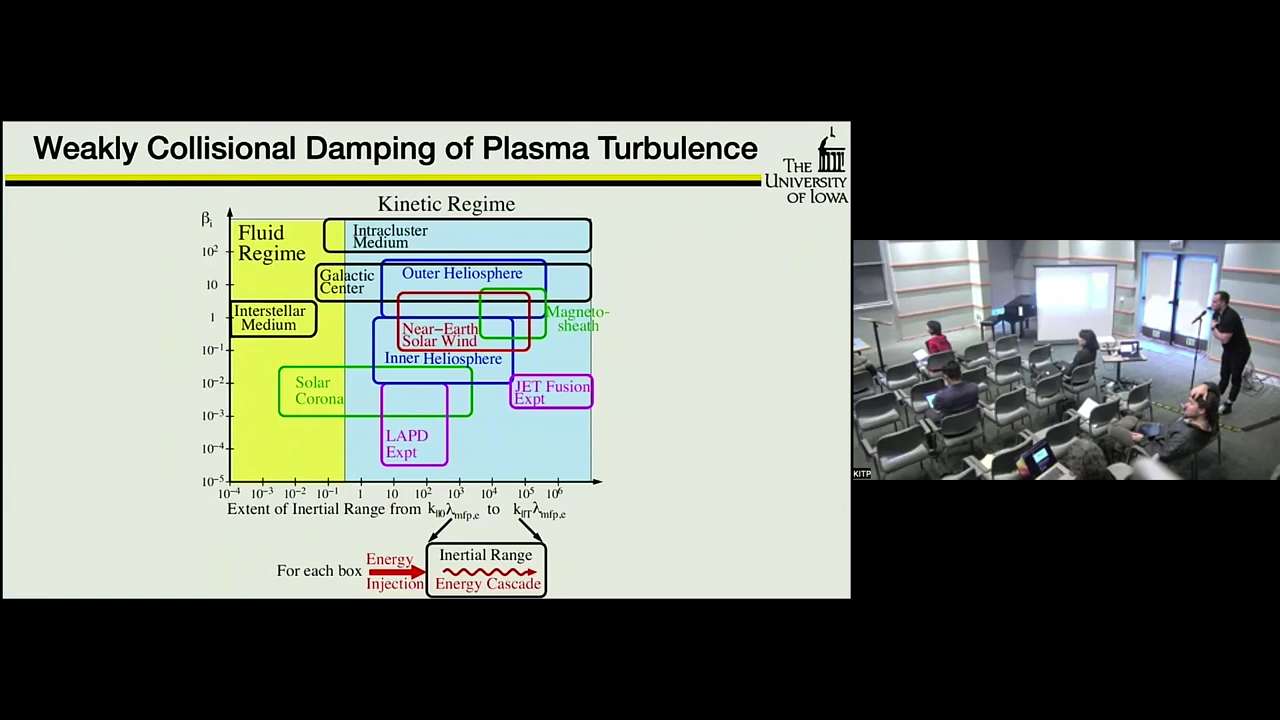 Weakly Collisional Damping of Plasma Turbulence
THE
UNIVERSITY
OF IOWA
Kinetic Regime
βi
Fluid
Regime
Intracluster
Medium
10²
Galactic
Center
Outer Heliosphere
10
Interstellar
Medium
1
Magneto-
sheath
Near-Earth
Solar Wind
10⁻¹
Inner Heliosphere
10⁻²
Solar
Corona
JET Fusion
Expt
10⁻³
LAPD
Expt
10⁻⁴
10⁻⁵
10⁻⁴ 10⁻³ 10⁻² 10⁻¹ 1 10 10² 10³ 10⁴ 10⁵ 10⁶
Extent of Inertial Range from k||0λmfp,e to k||Tλmfp,e
For each box
Energy
Injection
Inertial Range
Energy Cascade
KITP